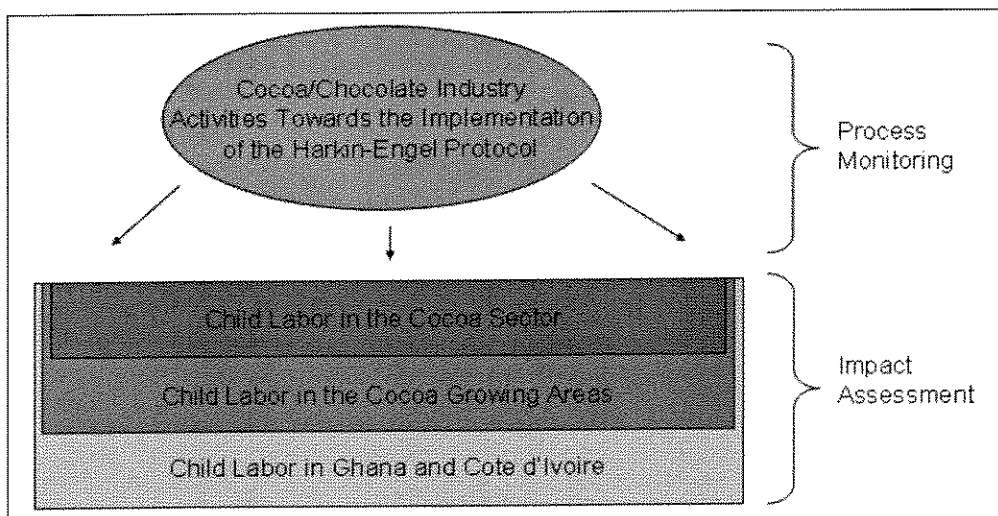 Cocoa/Chocolate Industry
Activities Towards the Implementation
of the Harkin-Engel Protocol
Process
Monitoring
Child Labor in the Cocoa Sector
Child Labor in the Cocoa Growing Areas
Child Labor in Ghana and Cote d'Ivoire
Impact
Assessment